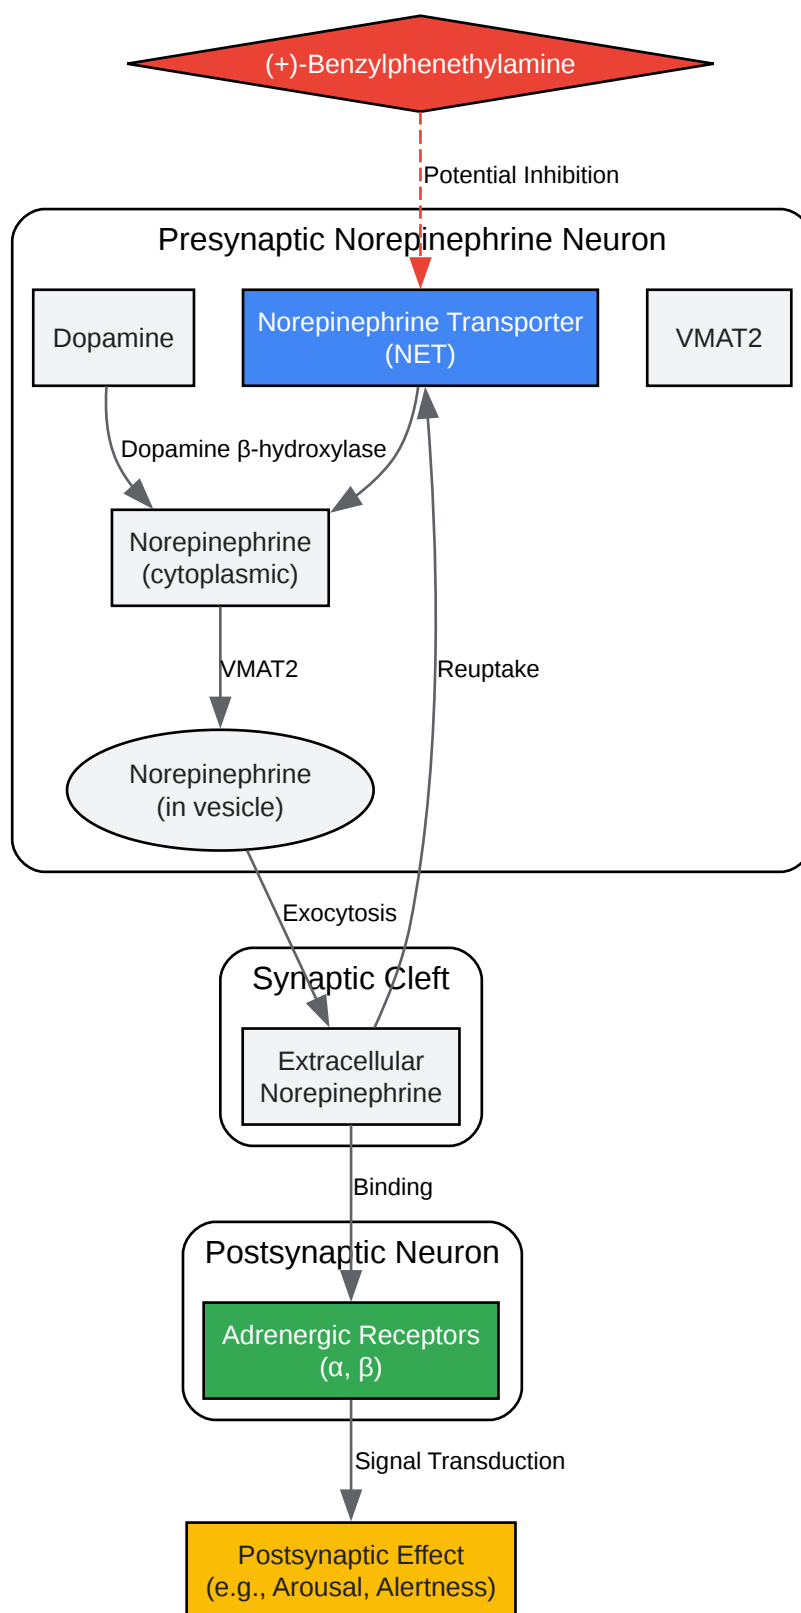 (+)-Benzylphenethylamine
Potential Inhibition
Presynaptic Norepinephrine Neuron
Dopamine
Norepinephrine Transporter
(NET)
VMAT2
Dopamine β-hydroxylase
Norepinephrine
(cytoplasmic)
VMAT2
Reuptake
Norepinephrine
(in vesicle)
Exocytosis
Synaptic Cleft
Extracellular
Norepinephrine
Binding
Postsynaptic Neuron
Adrenergic Receptors
(α, β)
Signal Transduction
Postsynaptic Effect
(e.g., Arousal, Alertness)